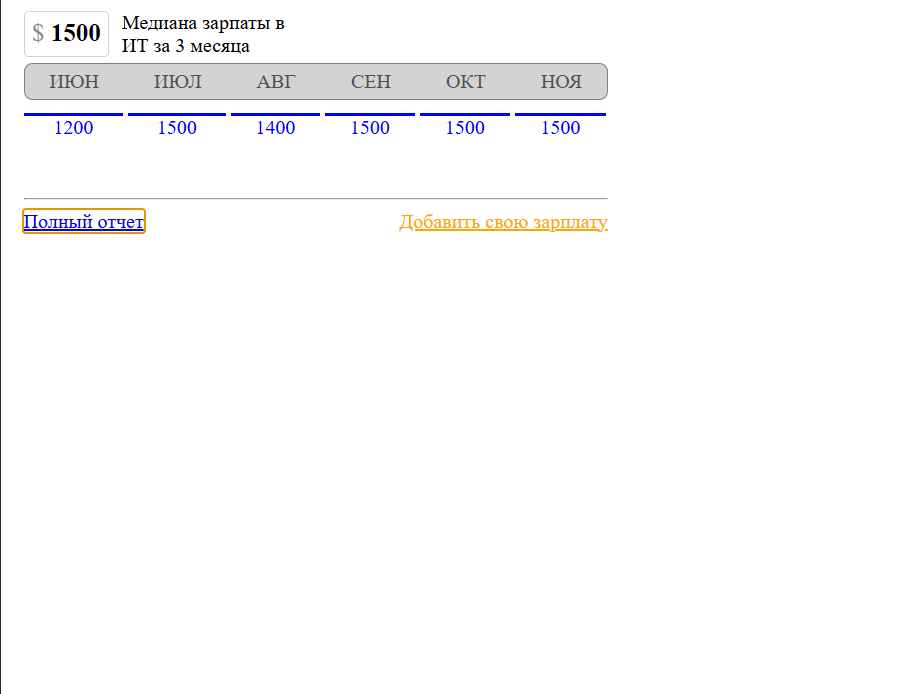 $ 1500
Медиана зарпаты в
ИТ за 3 месяца
ИЮН ИЮЛ АВГ СЕН ОКТ НОЯ
1200 1500 1400 1500 1500 1500
Полный отчет Добавить свою зарплату